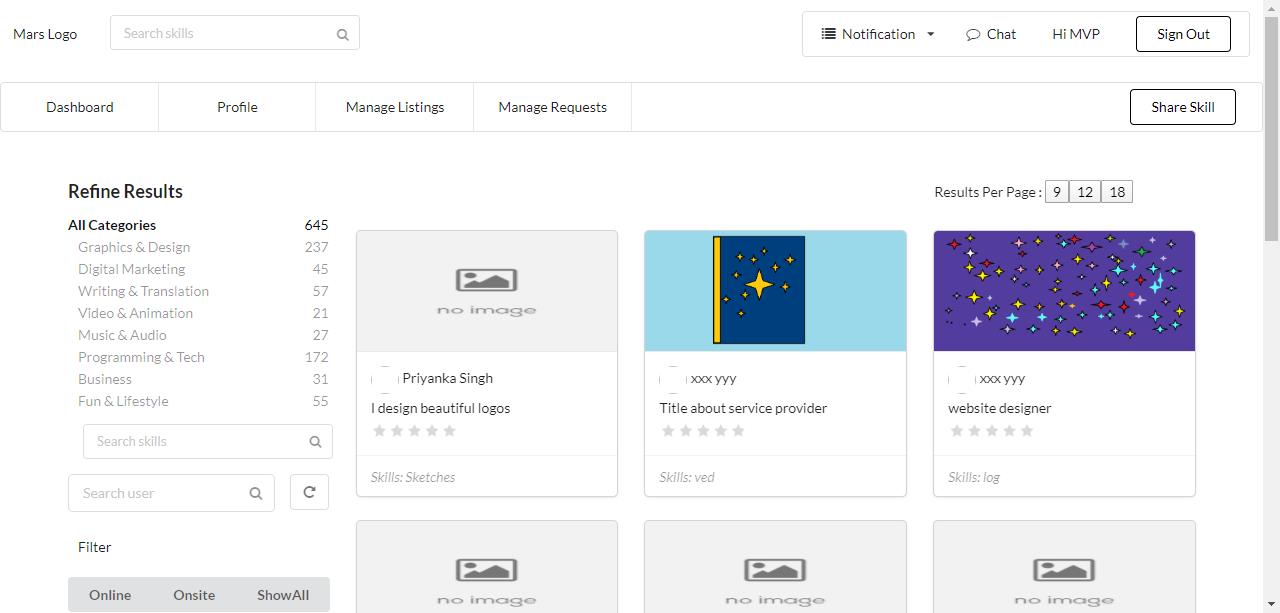 Mars Logo
Search skills
Notification
Chat
Hi MVP
Sign Out
Dashboard
Profile
Manage Listings
Manage Requests
Share Skill
Refine Results
Results Per Page : 9 12 18
All Categories 645
Graphics & Design 237
Digital Marketing 45
Writing & Translation 57
Video & Animation 21
Music & Audio 27
Programming & Tech 172
Business 31
Fun & Lifestyle 55
Search skills
Search user
Filter
Online
Onsite
ShowAll
no image
Priyanka Singh
I design beautiful logos
Skills: Sketches
xxx yyy
Title about service provider
Skills: ved
xxx yyy
website designer
Skills: log
no image
no image
no image